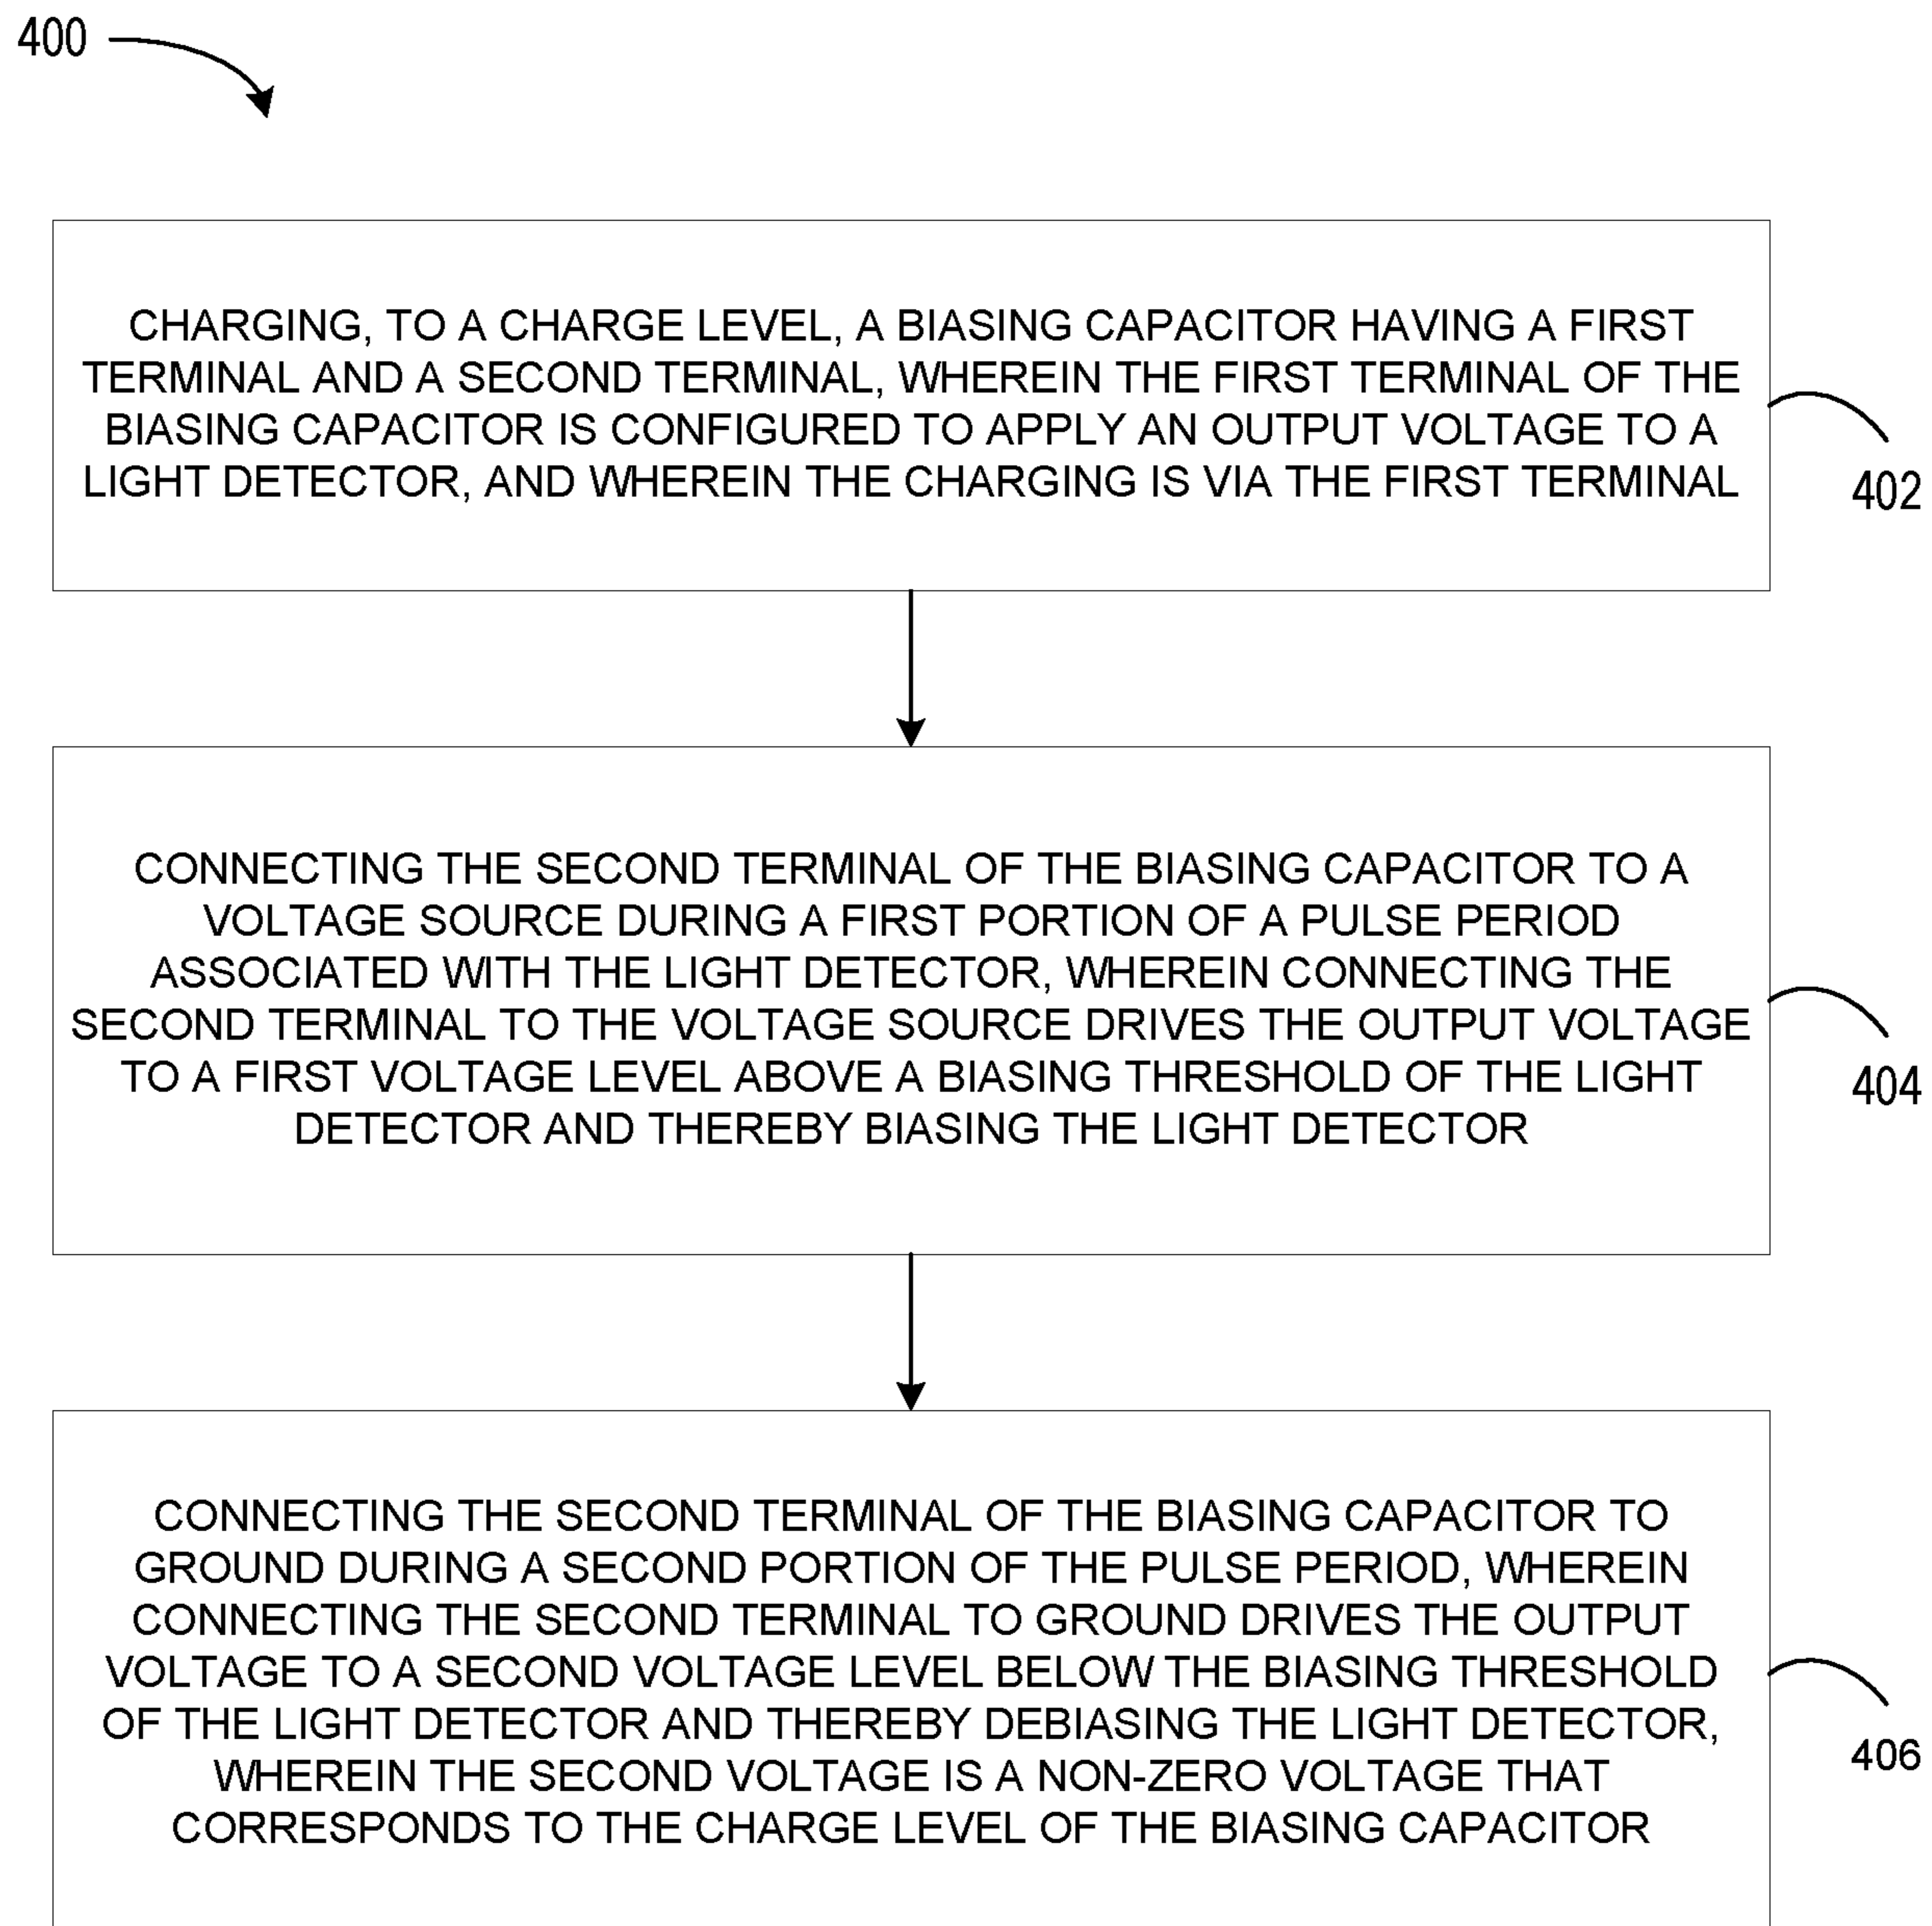 400
CHARGING, TO A CHARGE LEVEL, A BIASING CAPACITOR HAVING A FIRST
TERMINAL AND A SECOND TERMINAL, WHEREIN THE FIRST TERMINAL OF THE
BIASING CAPACITOR IS CONFIGURED TO APPLY AN OUTPUT VOLTAGE TO A
LIGHT DETECTOR, AND WHEREIN THE CHARGING IS VIA THE FIRST TERMINAL
402
CONNECTING THE SECOND TERMINAL OF THE BIASING CAPACITOR TO A
VOLTAGE SOURCE DURING A FIRST PORTION OF A PULSE PERIOD
ASSOCIATED WITH THE LIGHT DETECTOR, WHEREIN CONNECTING THE
SECOND TERMINAL TO THE VOLTAGE SOURCE DRIVES THE OUTPUT VOLTAGE
TO A FIRST VOLTAGE LEVEL ABOVE A BIASING THRESHOLD OF THE LIGHT
DETECTOR AND THEREBY BIASING THE LIGHT DETECTOR
404
CONNECTING THE SECOND TERMINAL OF THE BIASING CAPACITOR TO
GROUND DURING A SECOND PORTION OF THE PULSE PERIOD, WHEREIN
CONNECTING THE SECOND TERMINAL TO GROUND DRIVES THE OUTPUT
VOLTAGE TO A SECOND VOLTAGE LEVEL BELOW THE BIASING THRESHOLD
OF THE LIGHT DETECTOR AND THEREBY DEBIASING THE LIGHT DETECTOR,
WHEREIN THE SECOND VOLTAGE IS A NON-ZERO VOLTAGE THAT
CORRESPONDS TO THE CHARGE LEVEL OF THE BIASING CAPACITOR
406